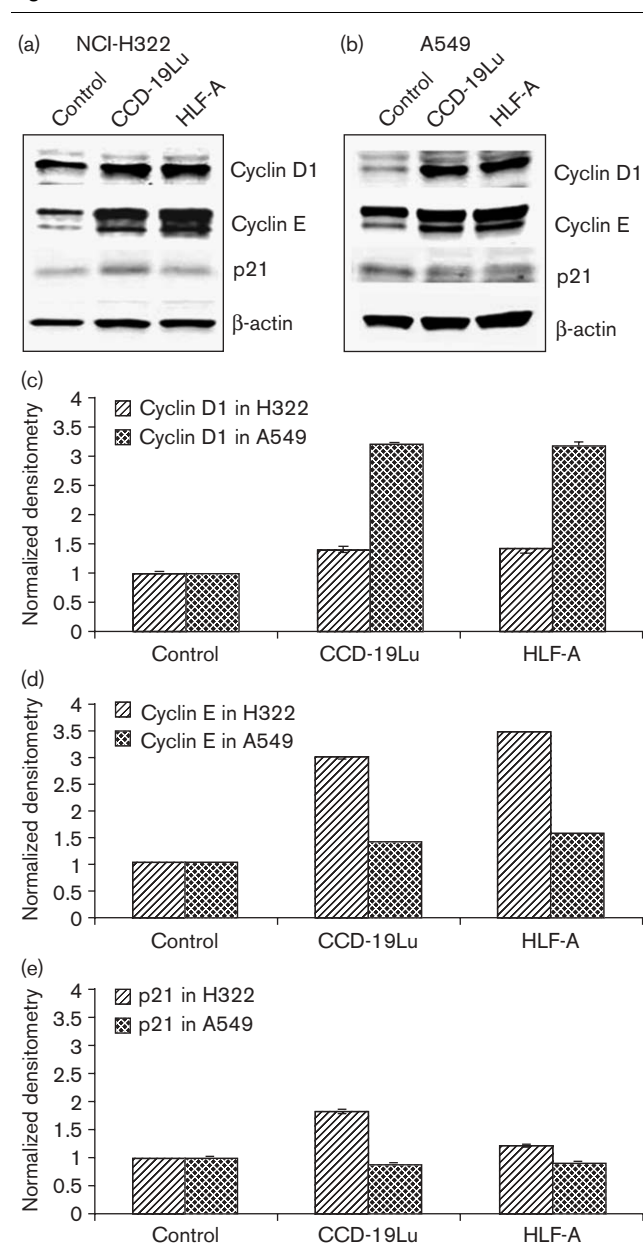 (a) NCI-H322
Control CCD-19Lu HLF-A
Cyclin D1
Cyclin E
p21
β-actin
(b) A549
Control CCD-19Lu HLF-A
Cyclin D1
Cyclin E
p21
β-actin
(c)
Normalized densitometry
4
3.5
3
2.5
2
1.5
1
0.5
0
Cyclin D1 in H322
Cyclin D1 in A549
Control CCD-19Lu HLF-A
(d)
Normalized densitometry
4
3.5
3
2.5
2
1.5
1
0.5
0
Cyclin E in H322
Cyclin E in A549
Control CCD-19Lu HLF-A
(e)
Normalized densitometry
4
3.5
3
2.5
2
1.5
1
0.5
0
p21 in H322
p21 in A549
Control CCD-19Lu HLF-A